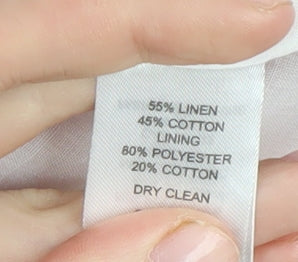 55% LINEN
45% COTTON
LINING
80% POLYESTER
20% COTTON
DRY CLEAN